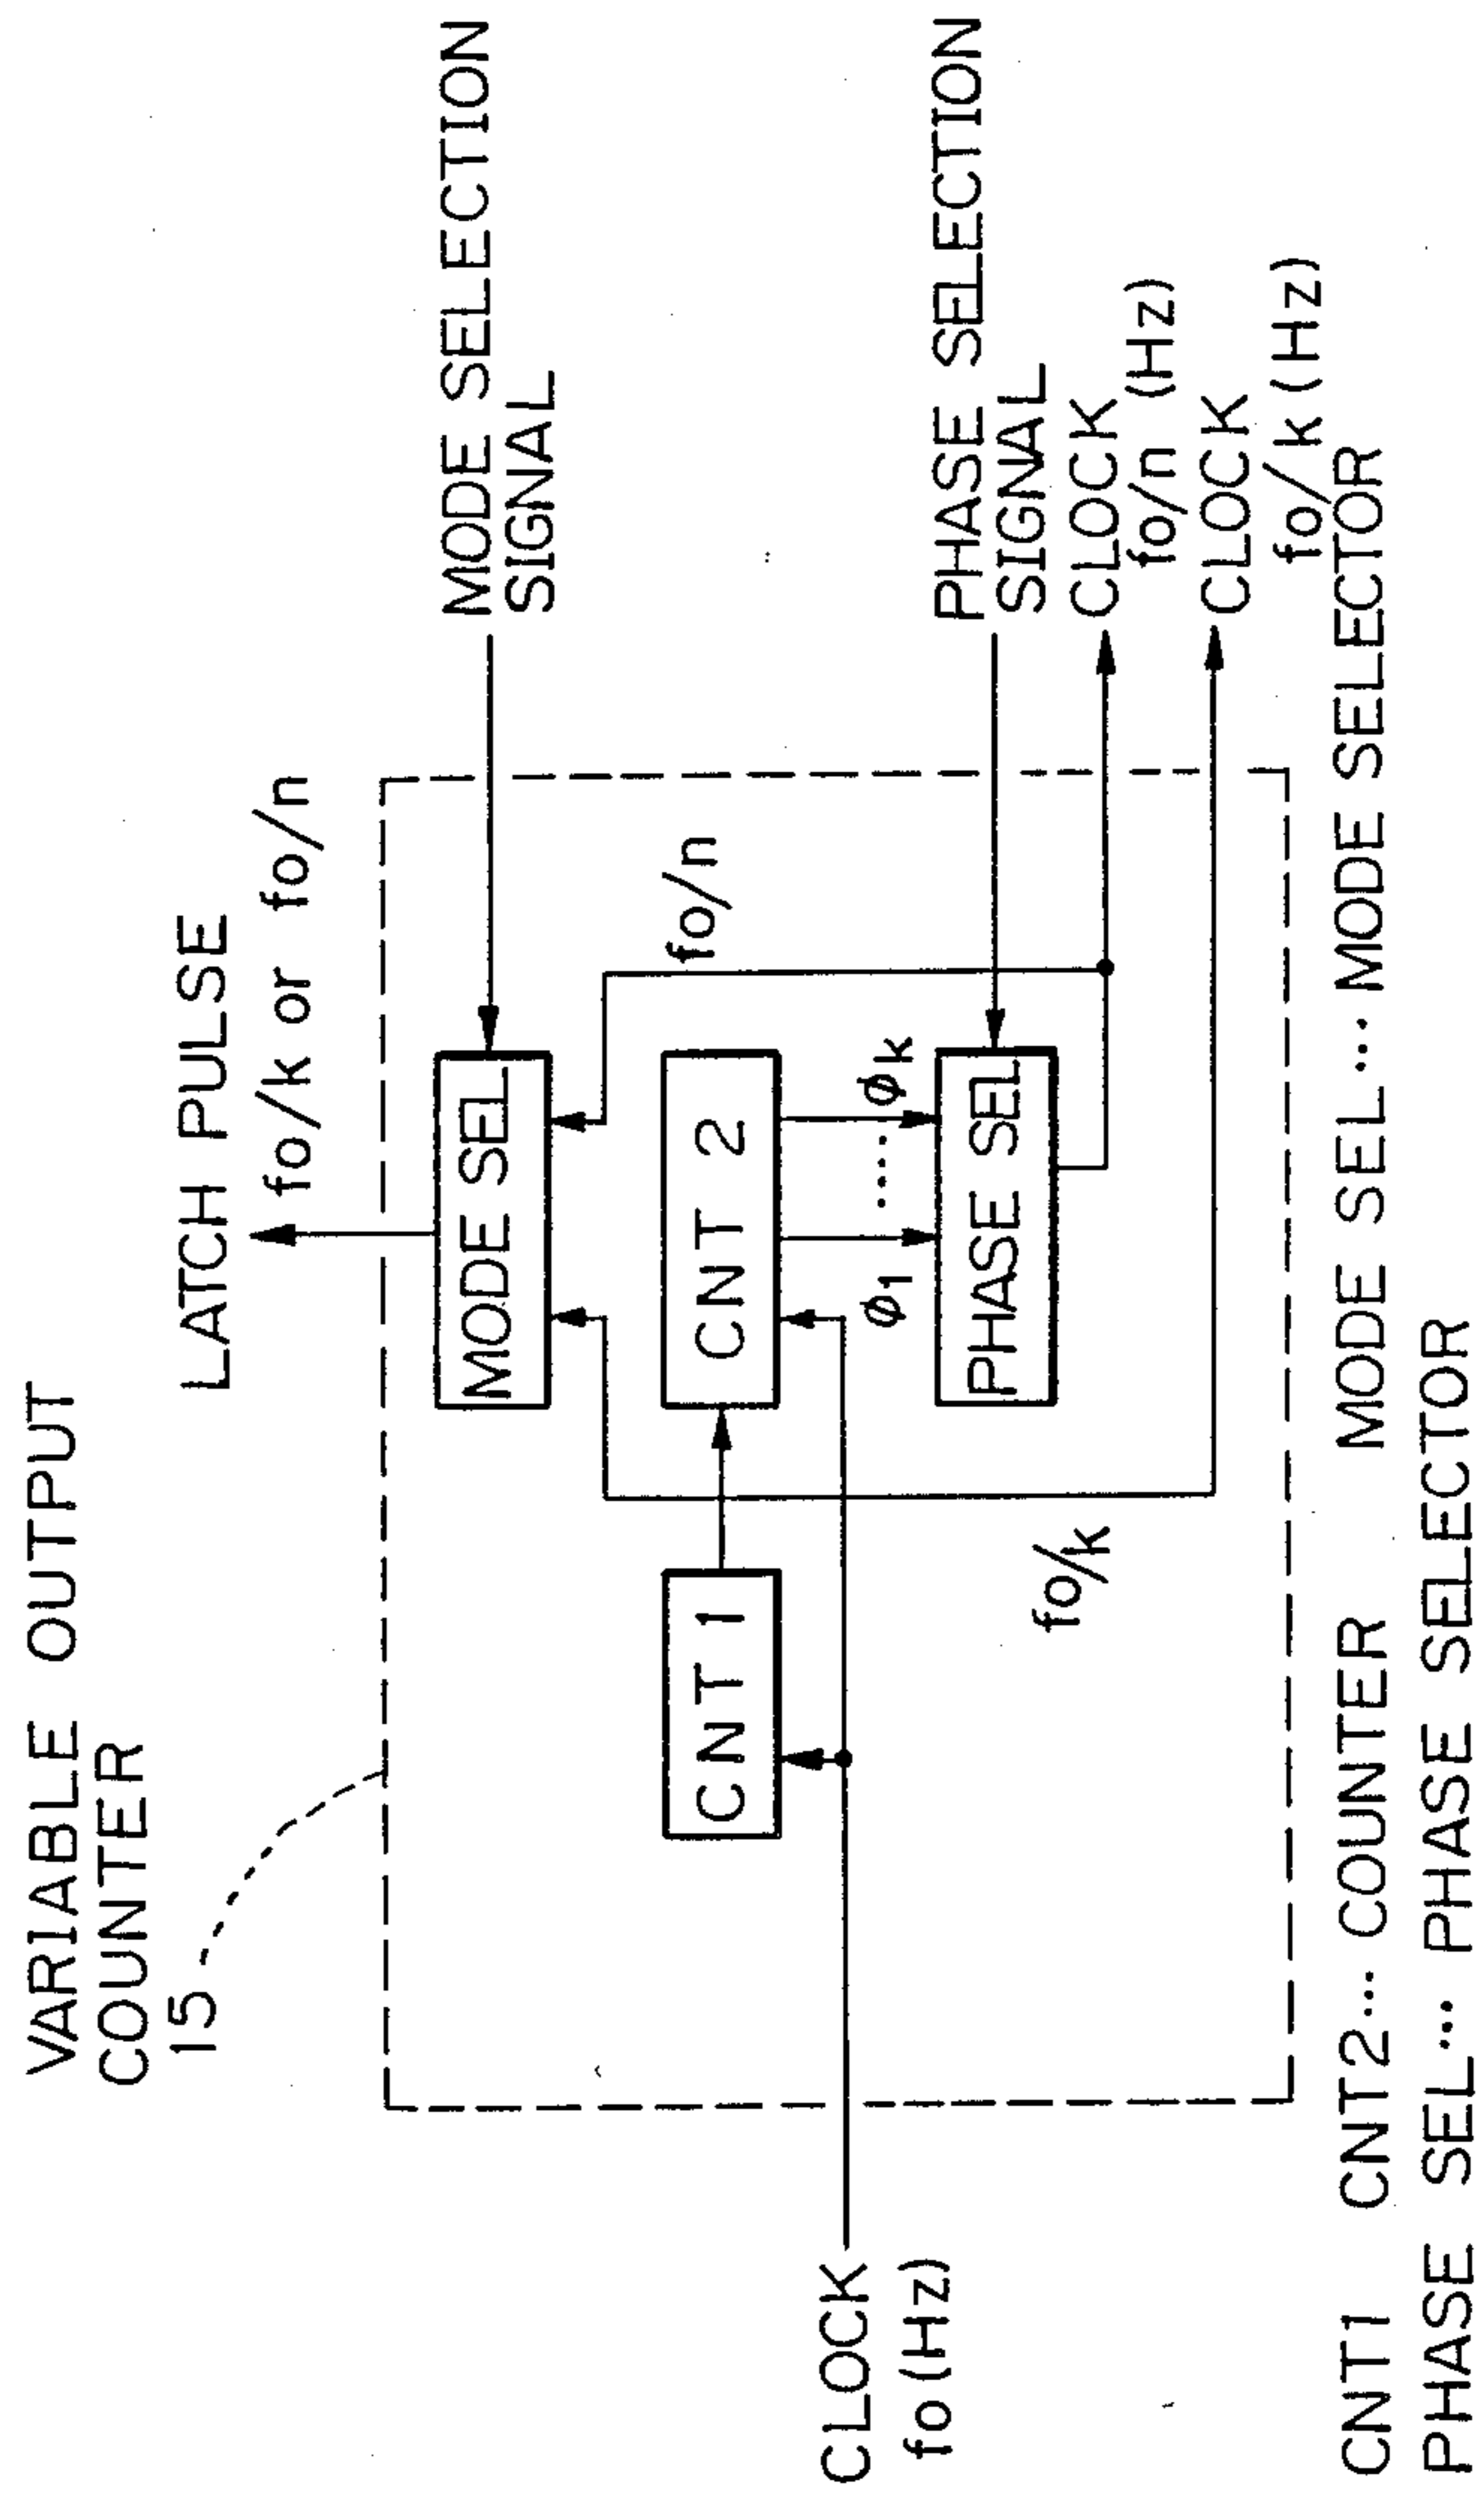 VARIABLE OUTPUT
COUNTER
15
LATCH PULSE
fo/k or fo/n
MODE SELECTION
SIGNAL
MODE SEL
fo/n
CNT 1
CNT 2
CLOCK
fo(Hz)
ø1 ... øk
PHASE SELECTION
SIGNAL
PHASE SEL
fo/k
CLOCK
fo/n (Hz)
CLOCK
fo/k(Hz)
CNT1 CNT2... COUNTER MODE SEL... MODE SELECTOR
PHASE SEL... PHASE SELECTOR